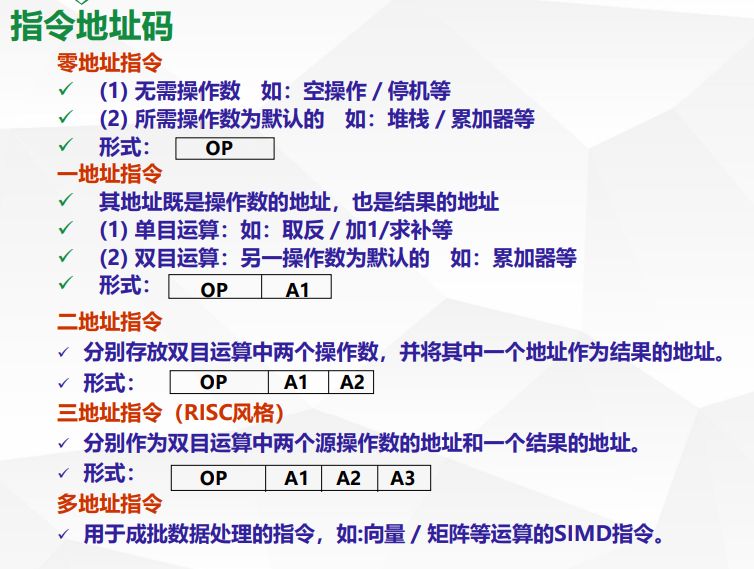 指令地址码
零地址指令
✓ (1) 无需操作数 如：空操作 / 停机等
✓ (2) 所需操作数为默认的 如：堆栈 / 累加器等
✓ 形式： OP
一地址指令
✓ 其地址既是操作数的地址，也是结果的地址
✓ (1) 单目运算：如：取反 / 加1/求补等
✓ (2) 双目运算：另一操作数为默认的 如：累加器等
✓ 形式： OP A1
二地址指令
✓ 分别存放双目运算中两个操作数，并将其中一个地址作为结果的地址。
✓ 形式： OP A1 A2
三地址指令（RISC风格）
✓ 分别作为双目运算中两个源操作数的地址和一个结果的地址。
✓ 形式： OP A1 A2 A3
多地址指令
✓ 用于成批数据处理的指令，如:向量 / 矩阵等运算的SIMD指令。